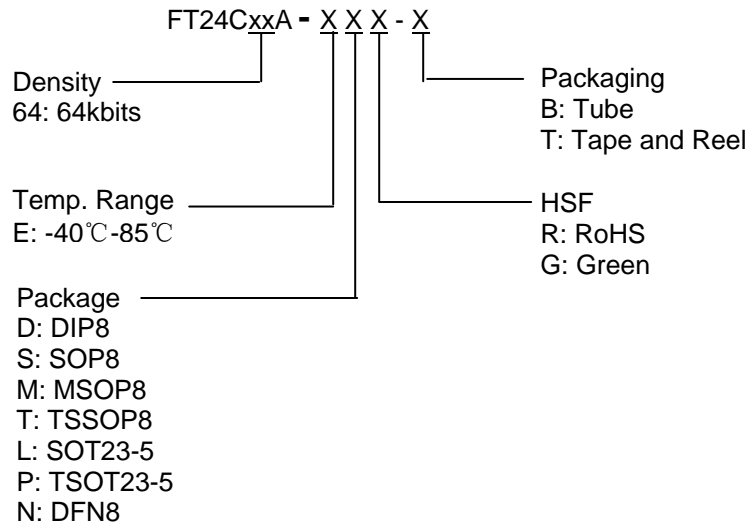 FT24CxxA - X X X - X
Density
64: 64kbits
Packaging
B: Tube
T: Tape and Reel
Temp. Range
E: -40℃-85℃
HSF
R: RoHS
G: Green
Package
D: DIP8
S: SOP8
M: MSOP8
T: TSSOP8
L: SOT23-5
P: TSOT23-5
N: DFN8